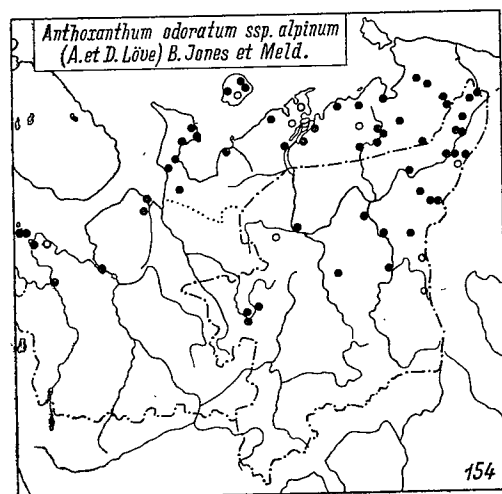 Anthoxanthum odoratum ssp. alpinum
(A. et D. Löve) B. Jones et Meld.
154